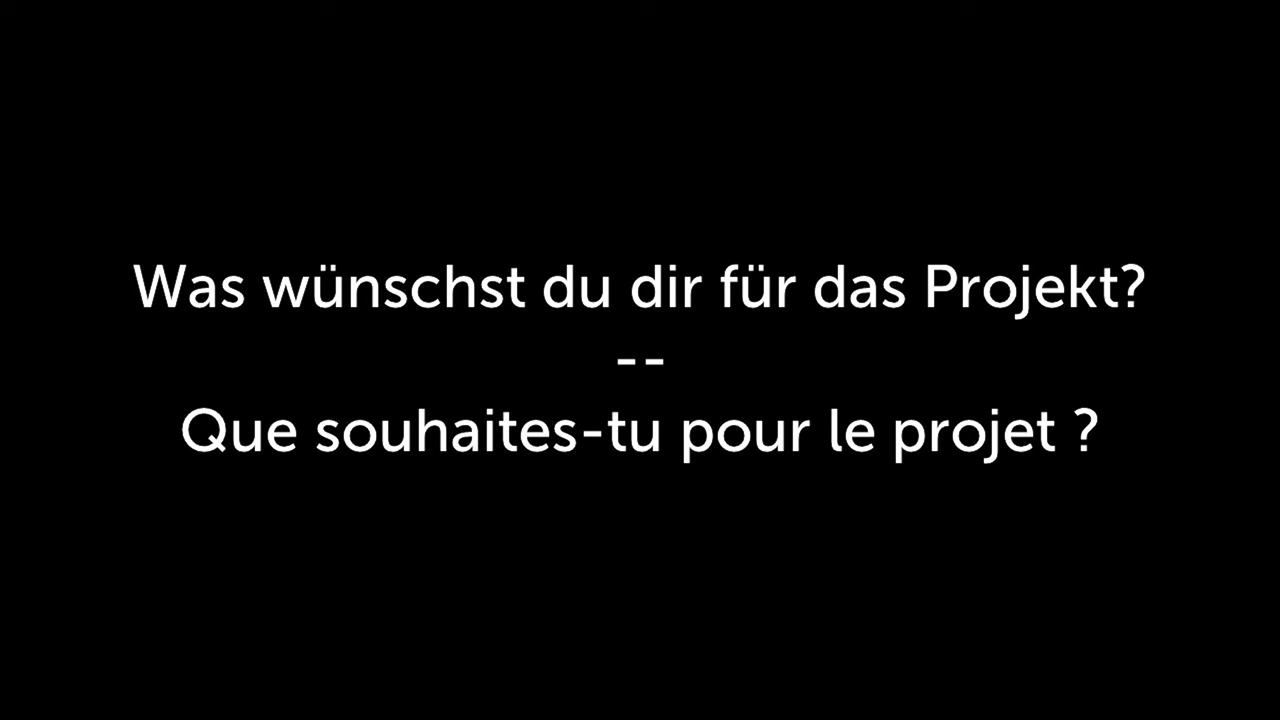 Was wünschst du dir für das Projekt?
--
Que souhaites-tu pour le projet ?